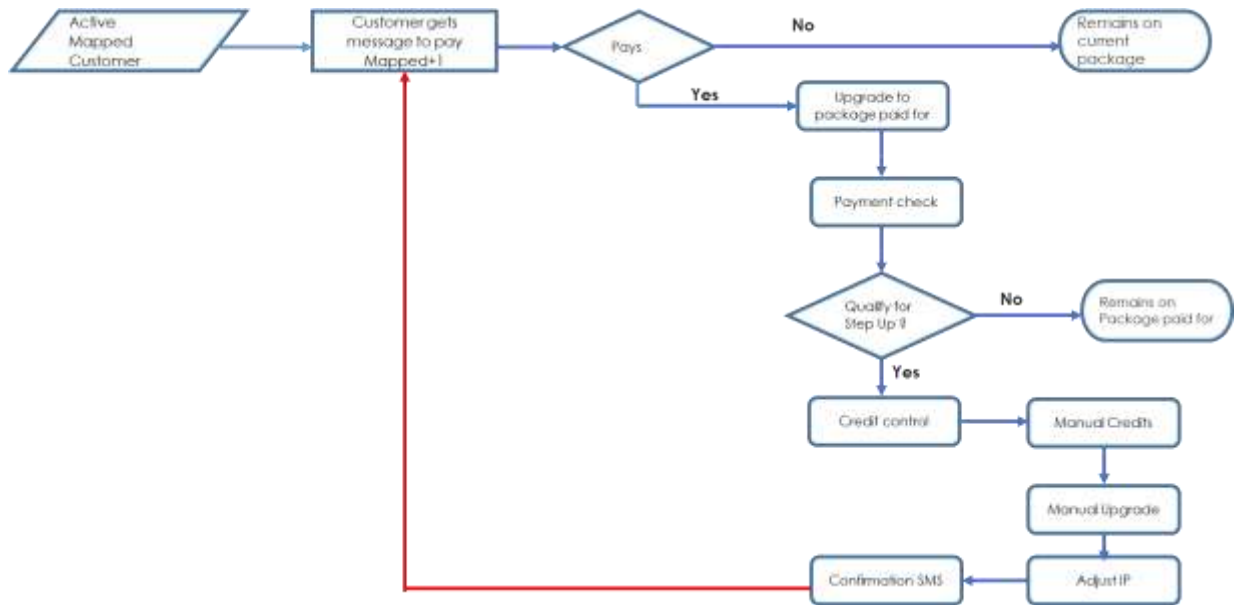 Active
Mapped
Customer
Customer gets
message to pay
Mapped+1
Pays
No
Remains on
current
package
Yes
Upgrade to
package paid for
Payment check
Qualify for
Step Up ?
No
Remains on
Package paid for
Yes
Credit control
Manual Credits
Manual Upgrade
Confirmation SMS
Adjust IP